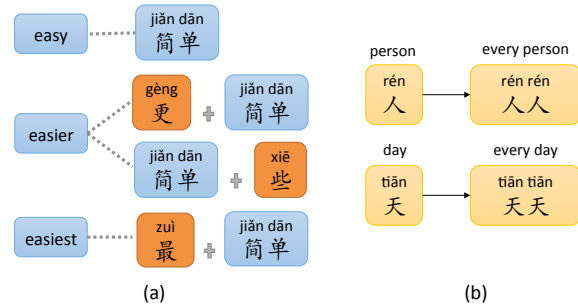 easy
jiǎn dān
简单
easier
gèng
更
+
jiǎn dān
简单
jiǎn dān
简单
+
xiē
些
easiest
zuì
最
+
jiǎn dān
简单
(a)
person
every person
rén
人
rén rén
人人
day
every day
tiān
天
tiān tiān
天天
(b)